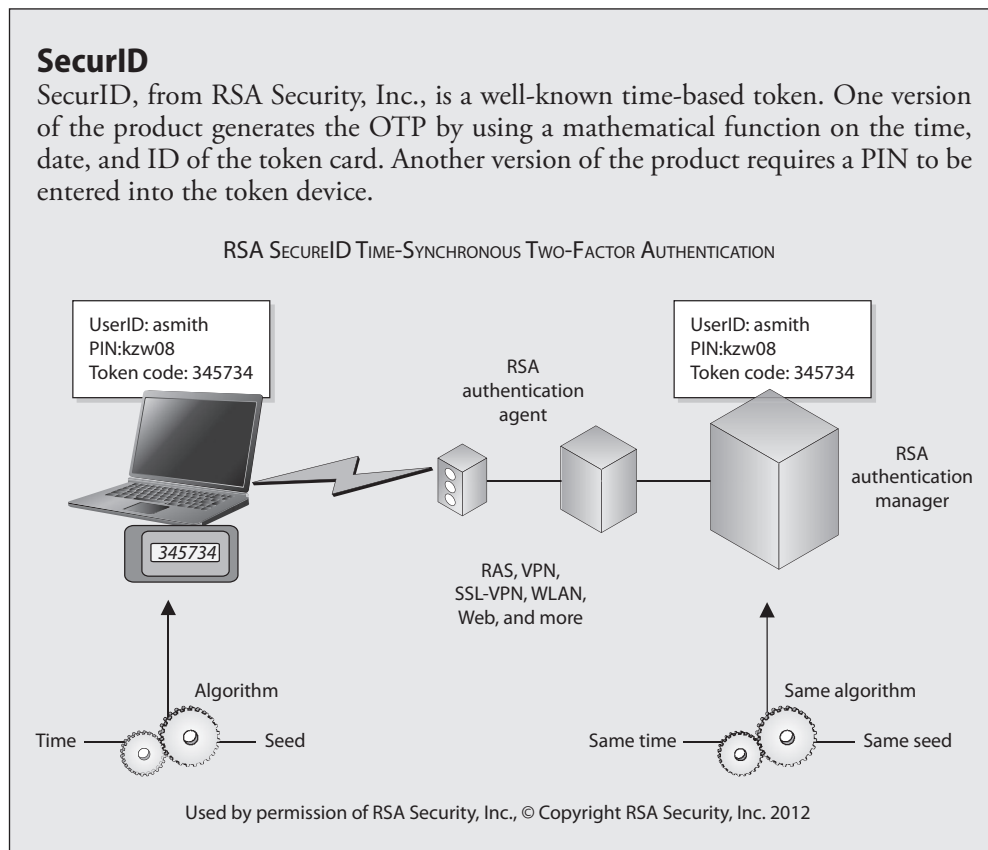 SecurID
SecurID, from RSA Security, Inc., is a well-known time-based token. One version
of the product generates the OTP by using a mathematical function on the time,
date, and ID of the token card. Another version of the product requires a PIN to be
entered into the token device.
RSA SECUREID TIME-SYNCHRONOUS TWO-FACTOR AUTHENTICATION
UserID: asmith
PIN:kzw08
Token code: 345734
RSA
authentication
agent
UserID: asmith
PIN:kzw08
Token code: 345734
RSA
authentication
manager
345734
RAS, VPN,
SSL-VPN, WLAN,
Web, and more
Algorithm
Time
Seed
Same algorithm
Same time
Same seed
Used by permission of RSA Security, Inc., © Copyright RSA Security, Inc. 2012